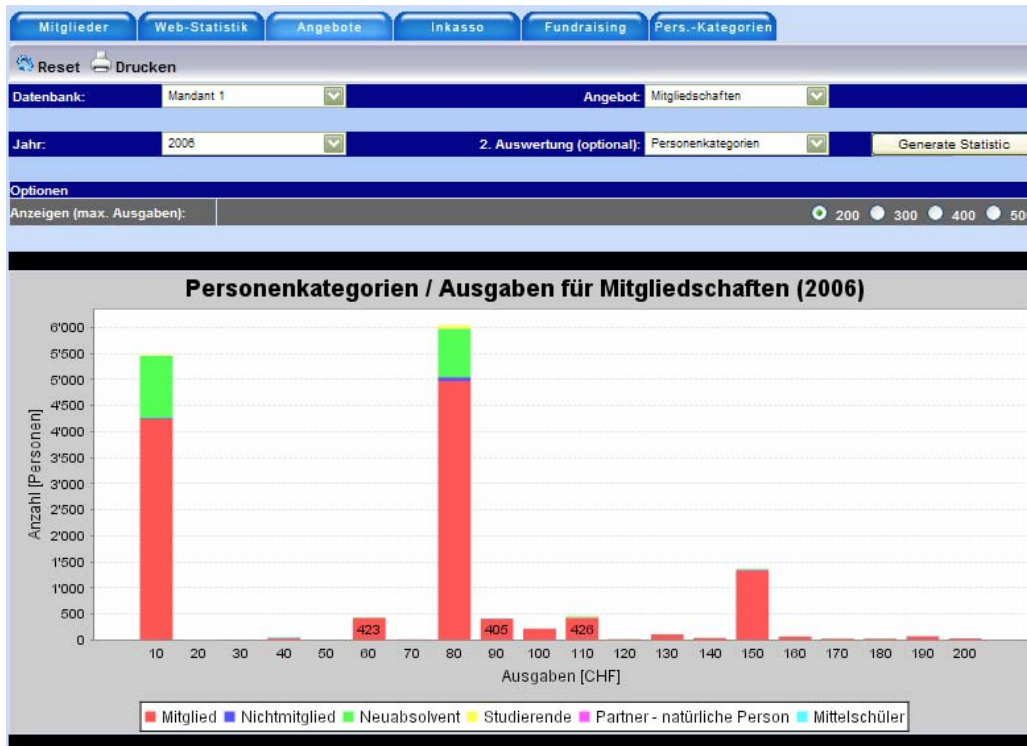 Mitglieder Web-Statistik Angebote Inkasso Fundraising Pers.-Kategorien
Reset Drucken
Datenbank: Mandant 1 Angebot: Mitgliedschaften
Jahr: 2006 2. Auswertung (optional): Personenkategorien Generate Statistic
Optionen
Anzeigen (max. Ausgaben): 200 300 400 50
Personenkategorien / Ausgaben für Mitgliedschaften (2006)
Anzahl [Personen]
6'000
5'500
5'000
4'500
4'000
3'500
3'000
2'500
2'000
1'500
1'000
500
0
423 405 426
10 20 30 40 50 60 70 80 90 100 110 120 130 140 150 160 170 180 190 200
Ausgaben [CHF]
Mitglied Nichtmitglied Neuabsolvent Studierende Partner - natürliche Person Mittelschüler